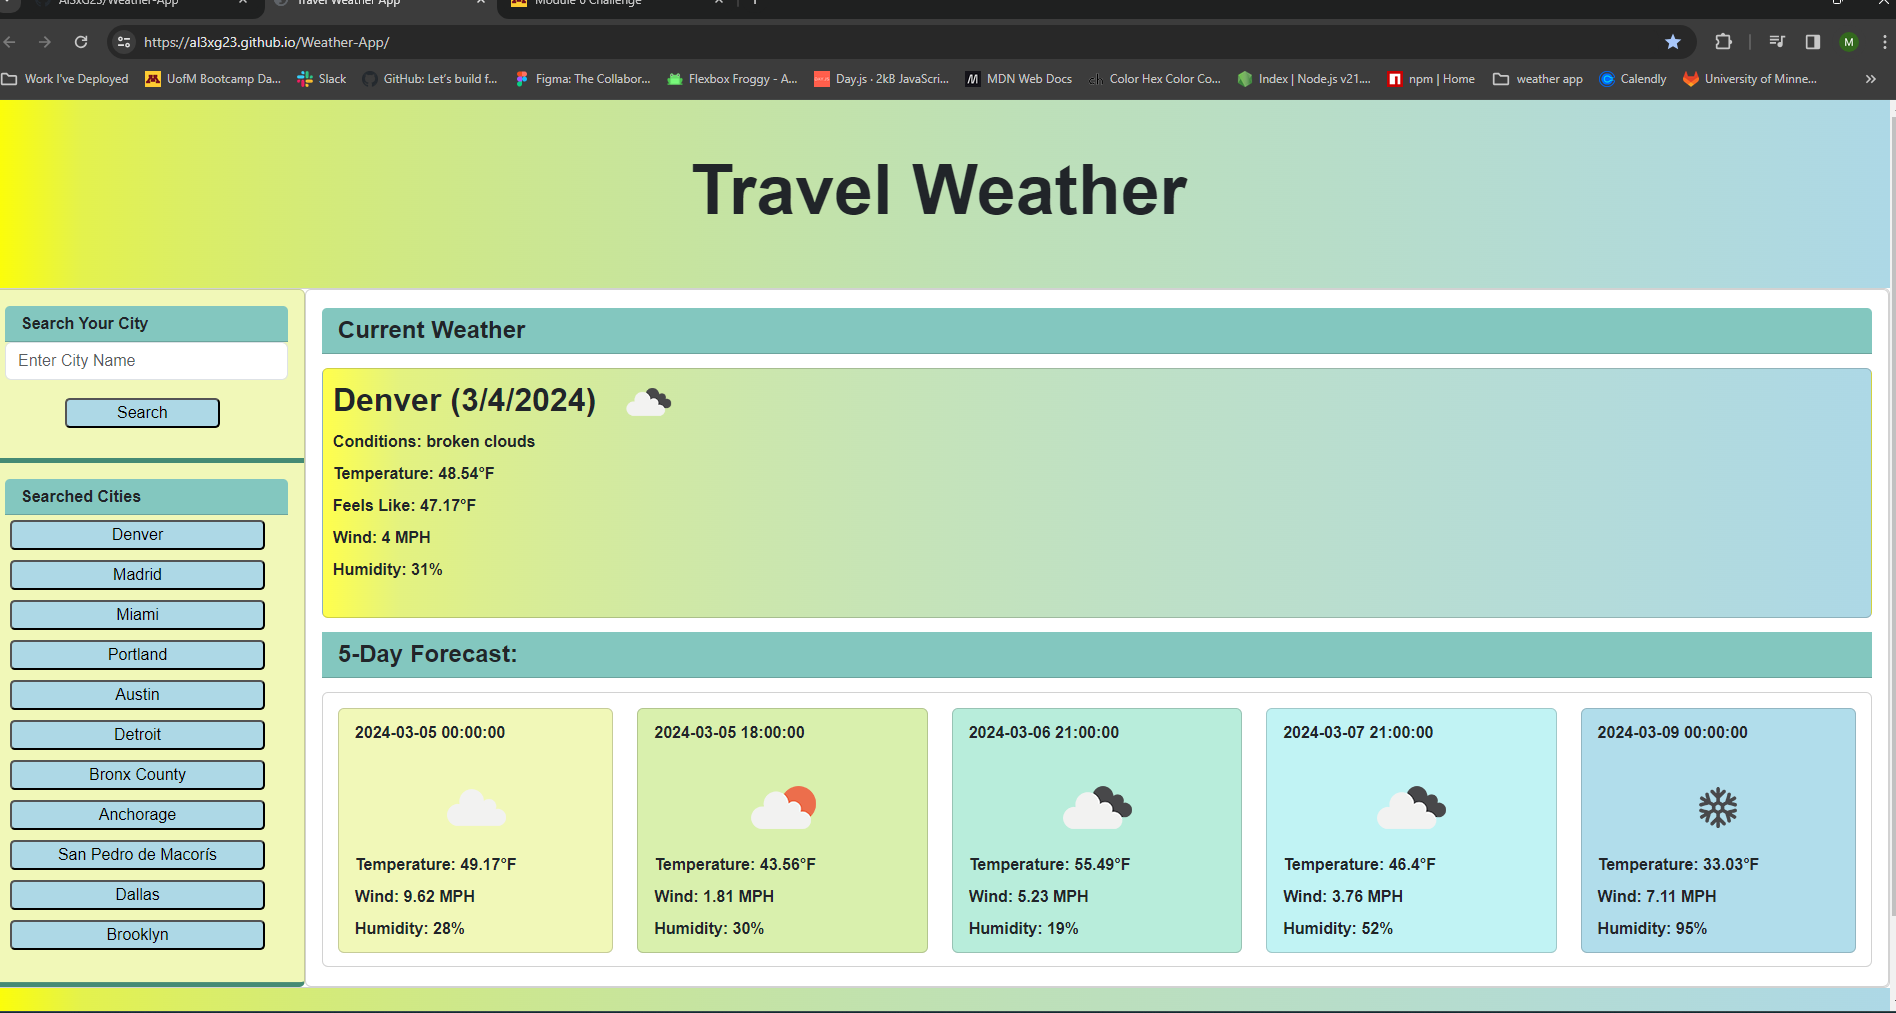 Al3xG23/Weather-App
Travel Weather App
Module 6 Challenge
https://al3xg23.github.io/Weather-App/
M
Work I've Deployed
UofM Bootcamp Da...
Slack
GitHub: Let's build f...
Figma: The Collabor...
Flexbox Froggy - A...
Day.js · 2kB JavaScri...
MDN Web Docs
ch
Color Hex Color Co...
Index | Node.js v21....
npm | Home
weather app
Calendly
University of Minne...
Travel Weather
Search Your City
Enter City Name
Search
Searched Cities
Denver
Madrid
Miami
Portland
Austin
Detroit
Bronx County
Anchorage
San Pedro de Macorís
Dallas
Brooklyn
Current Weather
Denver (3/4/2024)
Conditions: broken clouds
Temperature: 48.54°F
Feels Like: 47.17°F
Wind: 4 MPH
Humidity: 31%
5-Day Forecast:
2024-03-05 00:00:00
Temperature: 49.17°F
Wind: 9.62 MPH
Humidity: 28%
2024-03-05 18:00:00
Temperature: 43.56°F
Wind: 1.81 MPH
Humidity: 30%
2024-03-06 21:00:00
Temperature: 55.49°F
Wind: 5.23 MPH
Humidity: 19%
2024-03-07 21:00:00
Temperature: 46.4°F
Wind: 3.76 MPH
Humidity: 52%
2024-03-09 00:00:00
Temperature: 33.03°F
Wind: 7.11 MPH
Humidity: 95%